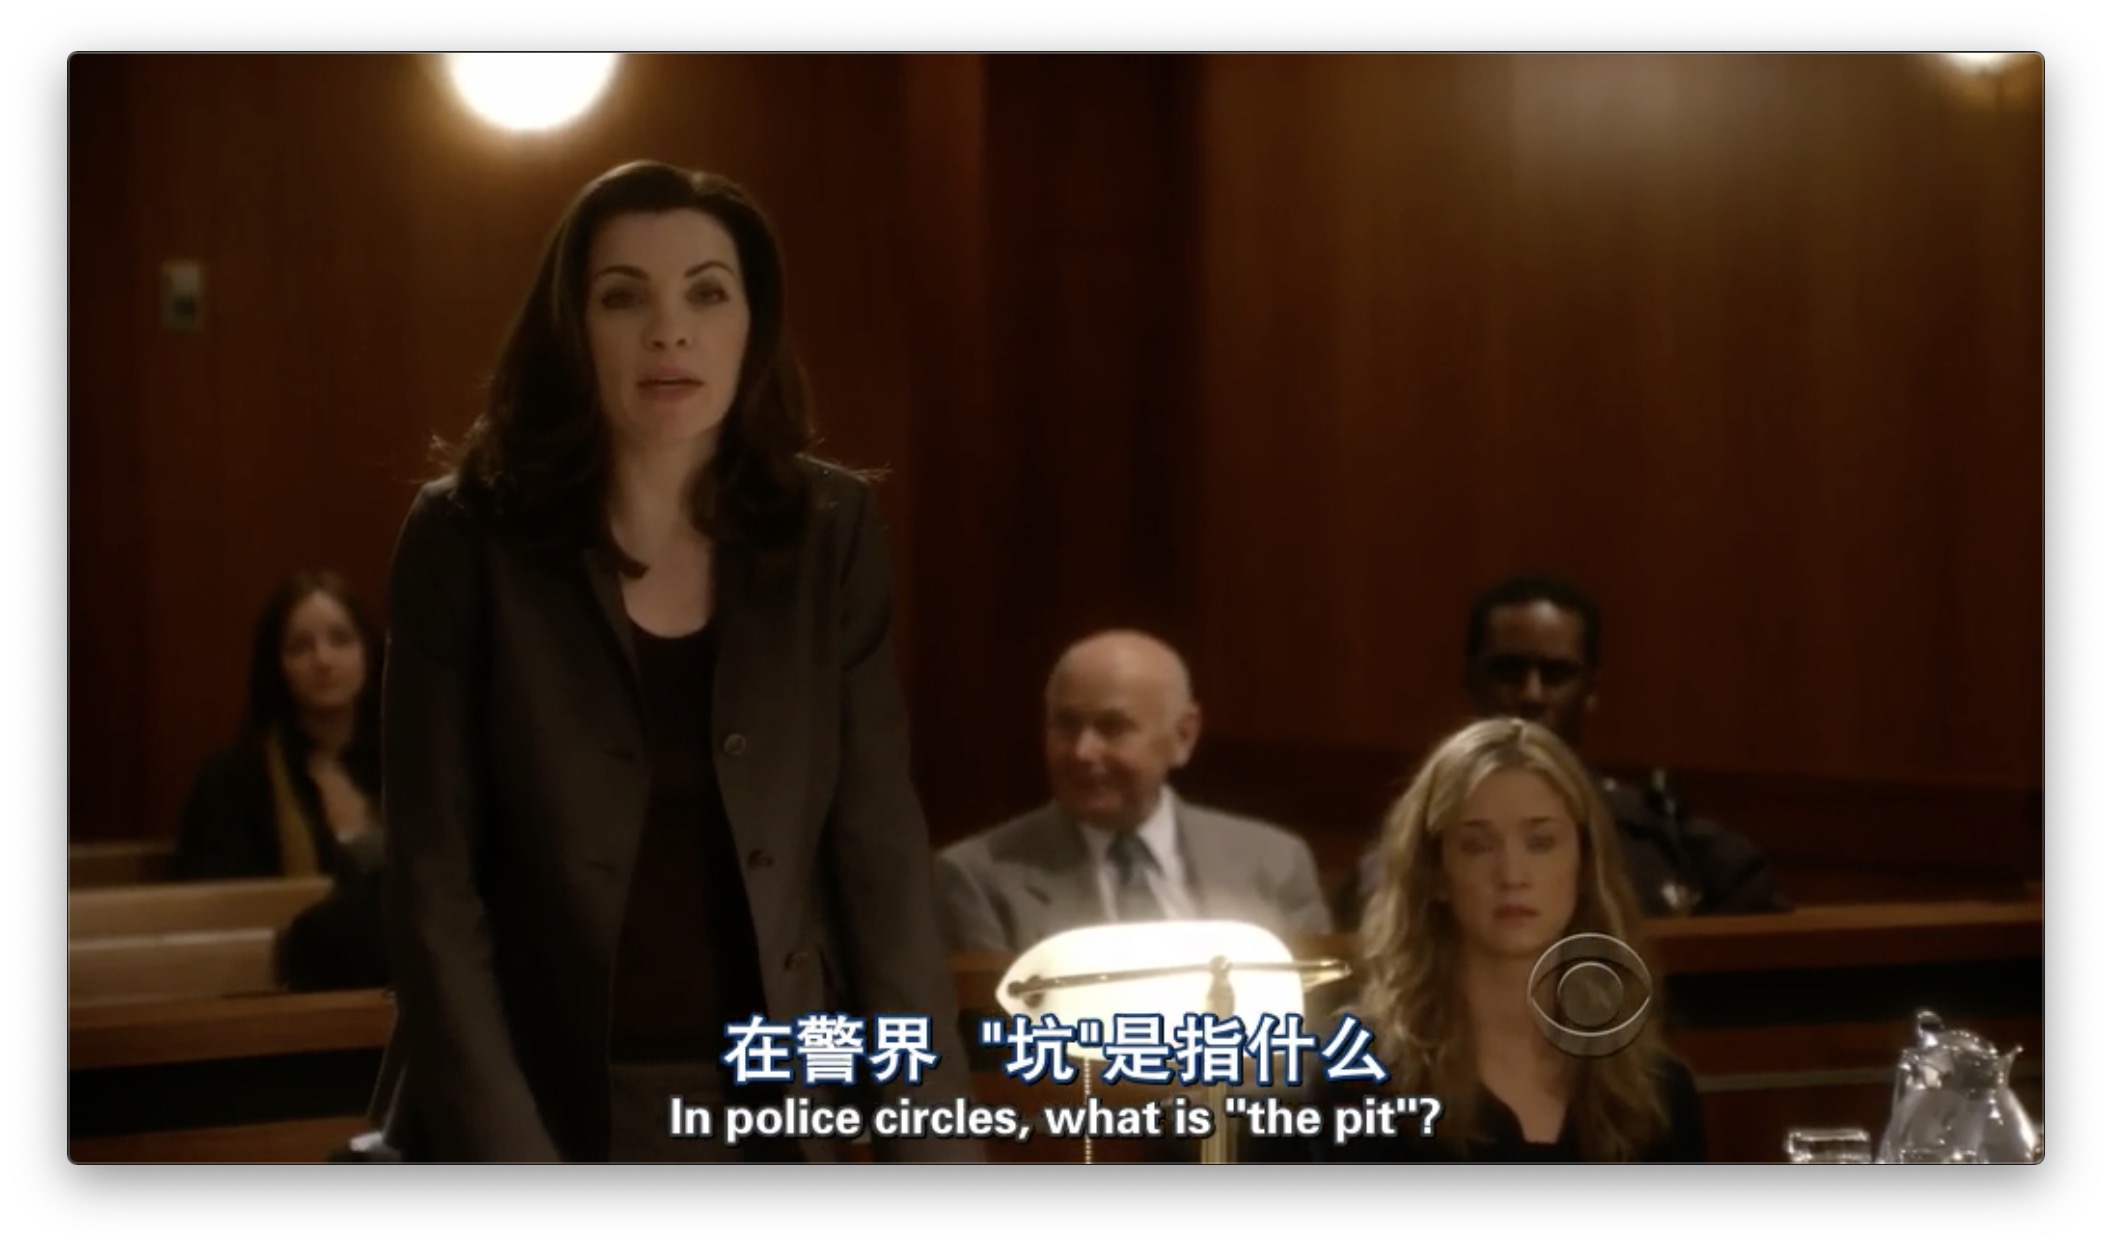 在警界 "坑"是指什么
In police circles, what is "the pit"?